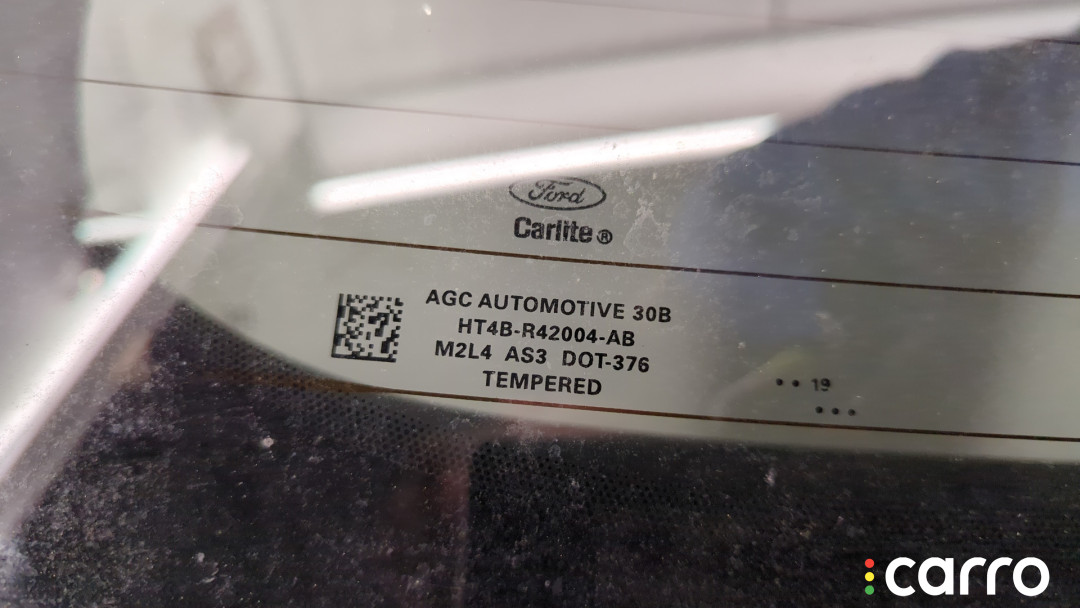 Ford
Carlite®
AGC AUTOMOTIVE 30B
HT4B-R42004-AB
M2L4 AS3 DOT-376
TEMPERED
•• 19
•••
carro